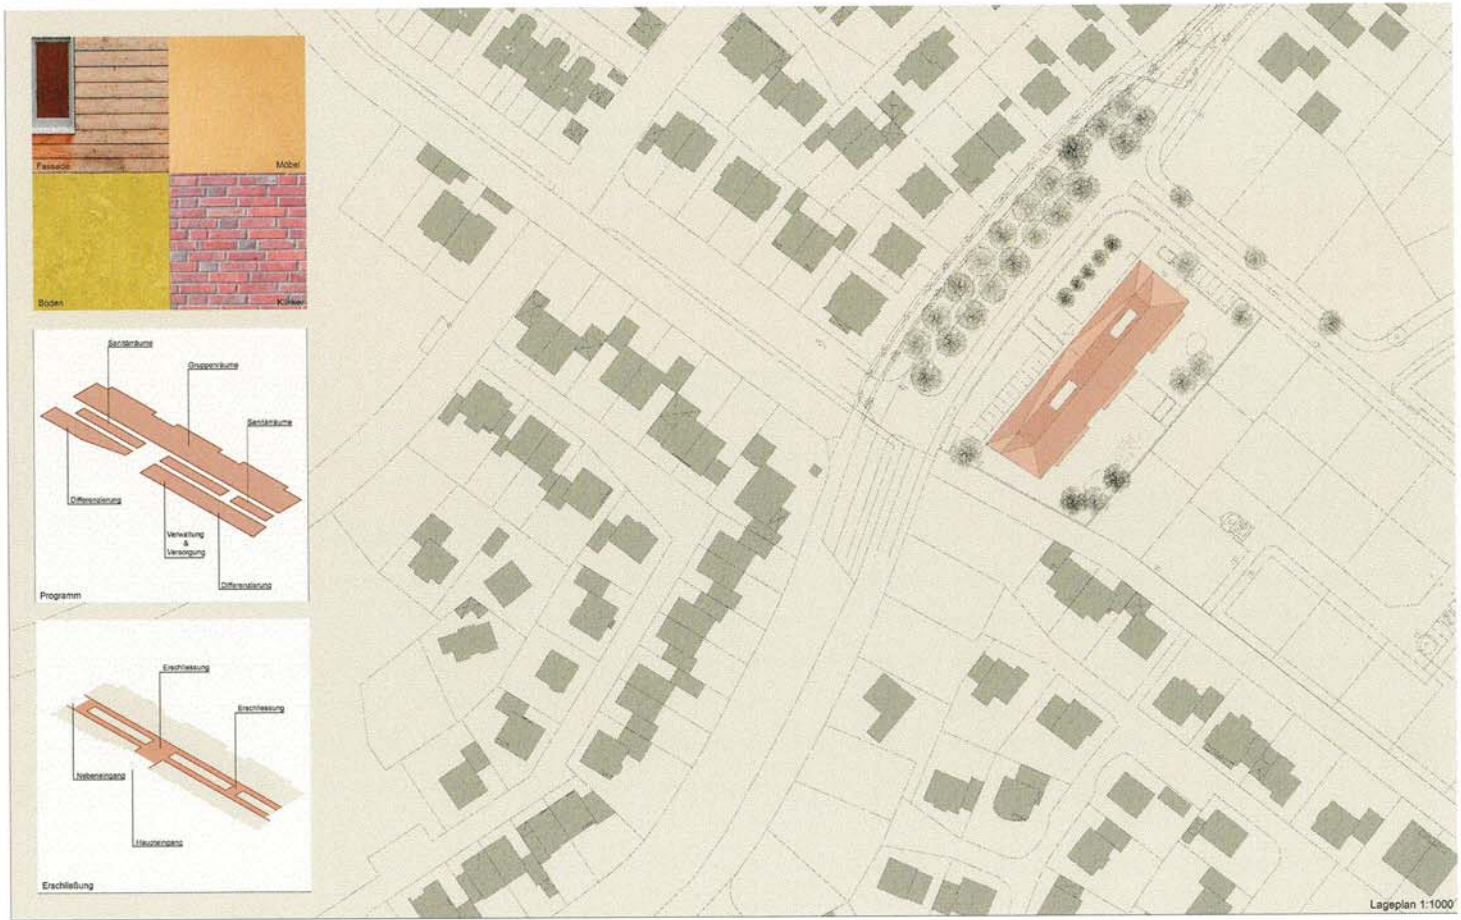 Fassade
Möbel
Boden
Klinker
Sanitärräume
Gruppenräume
Sanitärräume
Differenzierung
Verwaltung
&
Versorgung
Differenzierung
Programm
Erschliessung
Erschliessung
Nebeneingang
Haupteingang
Erschließung
Lageplan 1:1000